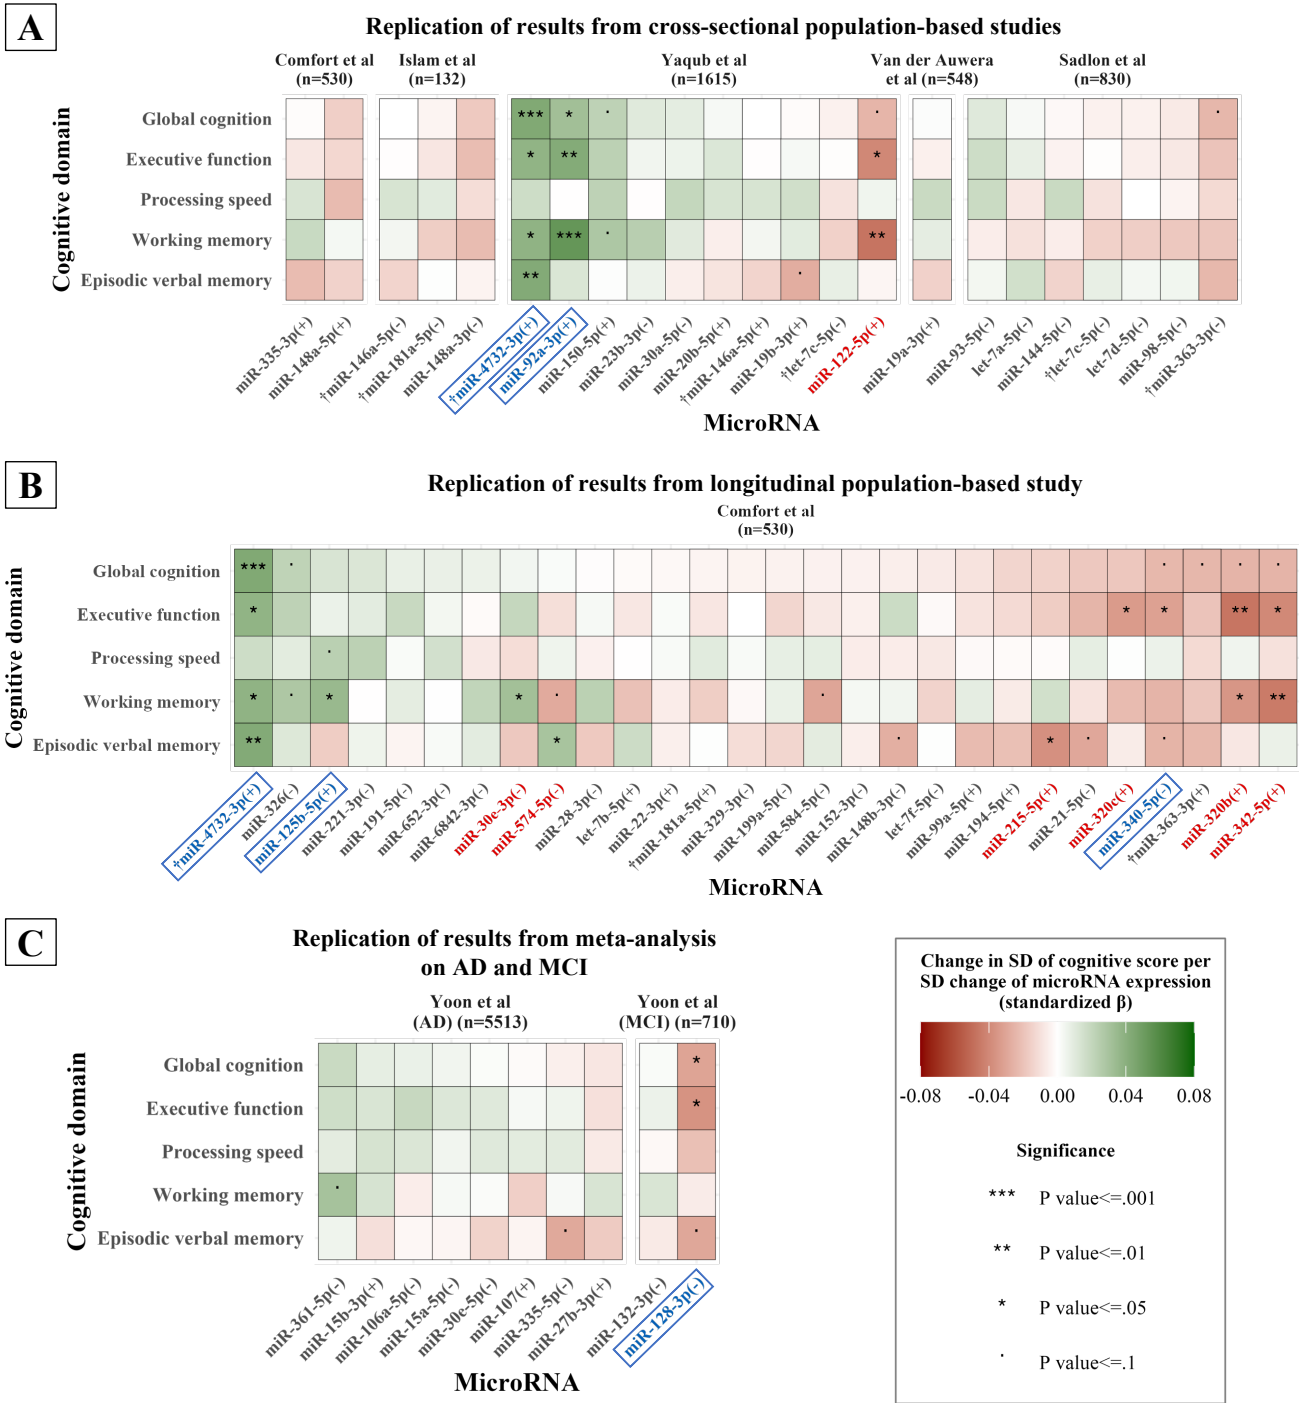 A
Replication of results from cross-sectional population-based studies
Comfort et al
(n=530)
Islam et al
(n=132)
Yaqub et al
(n=1615)
Van der Auwera
et al (n=548)
Sadlon et al
(n=830)
Cognitive domain
Global cognition
*** * · · ·
Executive function
* ** *
Processing speed
Working memory
* *** · **
Episodic verbal memory
** ·
miR-335-3p(+)
miR-148a-5p(+)
†miR-146a-5p(-)
†miR-181a-5p(-)
miR-148a-3p(-)
†miR-4732-3p(+)
miR-92a-3p(+)
miR-150-5p(+)
miR-23b-3p(-)
miR-30a-5p(-)
miR-20b-5p(+)
†miR-146a-5p(+)
miR-19b-3p(+)
†let-7c-5p(-)
miR-122-5p(+)
miR-19a-3p(+)
miR-93-5p(-)
let-7a-5p(-)
miR-144-5p(-)
†let-7c-5p(-)
let-7d-5p(-)
miR-98-5p(-)
†miR-363-3p(-)
MicroRNA
B
Replication of results from longitudinal population-based study
Comfort et al
(n=530)
Cognitive domain
Global cognition
*** · · · · ·
Executive function
* * * ** *
Processing speed
·
Working memory
* · * * · · * **
Episodic verbal memory
** * · * · ·
†miR-4732-3p(+)
miR-326(-)
miR-125b-5p(+)
miR-221-3p(-)
miR-191-5p(-)
miR-652-3p(-)
miR-6842-3p(-)
miR-30e-3p(-)
miR-574-5p(-)
miR-28-3p(-)
let-7b-5p(+)
miR-22-3p(+)
†miR-181a-5p(+)
miR-329-3p(-)
miR-199a-5p(-)
miR-584-5p(-)
miR-152-3p(-)
miR-148b-3p(-)
let-7f-5p(-)
miR-99a-5p(+)
miR-194-5p(+)
miR-215-5p(+)
miR-21-5p(-)
miR-320c(+)
miR-340-5p(-)
†miR-363-3p(+)
miR-320b(+)
miR-342-5p(+)
MicroRNA
C
Replication of results from meta-analysis
on AD and MCI
Yoon et al
(AD) (n=5513)
Yoon et al
(MCI) (n=710)
Cognitive domain
Global cognition
*
Executive function
*
Processing speed
Working memory
·
Episodic verbal memory
· ·
miR-361-5p(-)
miR-15b-3p(+)
miR-106a-5p(-)
miR-15a-5p(-)
miR-30e-5p(-)
miR-107(+)
miR-335-5p(-)
miR-27b-3p(+)
miR-132-3p(-)
miR-128-3p(-)
MicroRNA
Change in SD of cognitive score per
SD change of microRNA expression
(standardized β)
-0.08 -0.04 0.00 0.04 0.08
Significance
*** P value<=.001
** P value<=.01
* P value<=.05
· P value<=.1